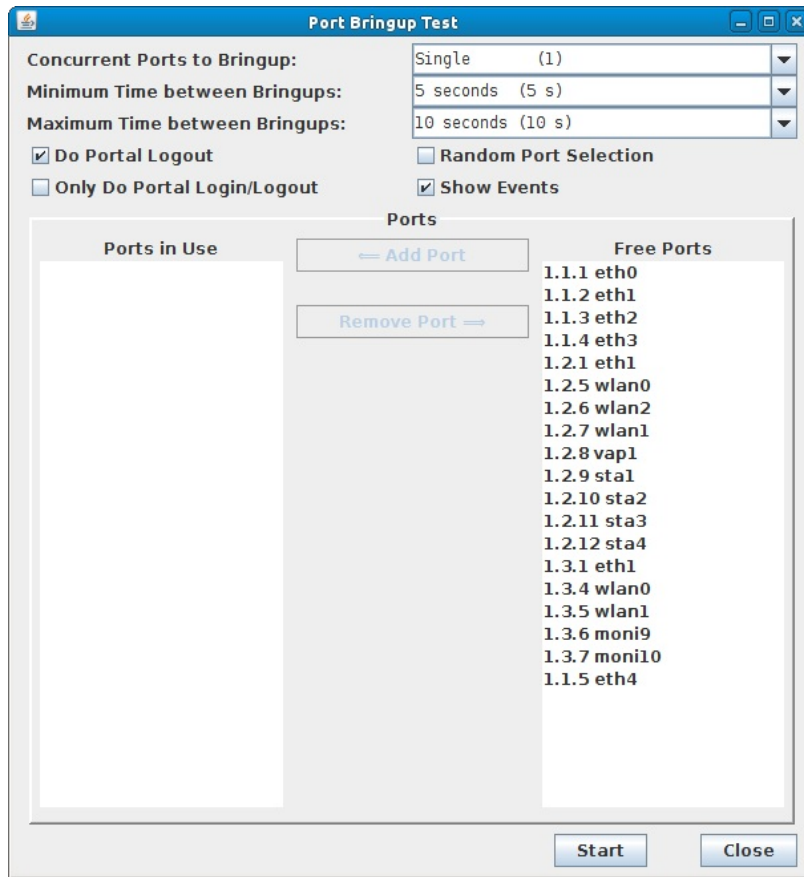 Port Bringup Test
Concurrent Ports to Bringup: Single (1)
Minimum Time between Bringups: 5 seconds (5 s)
Maximum Time between Bringups: 10 seconds (10 s)
Do Portal Logout Random Port Selection
Only Do Portal Login/Logout Show Events
Ports
Ports in Use
⇐ Add Port
Remove Port ⇒
Free Ports
1.1.1 eth0
1.1.2 eth1
1.1.3 eth2
1.1.4 eth3
1.2.1 eth1
1.2.5 wlan0
1.2.6 wlan2
1.2.7 wlan1
1.2.8 vap1
1.2.9 sta1
1.2.10 sta2
1.2.11 sta3
1.2.12 sta4
1.3.1 eth1
1.3.4 wlan0
1.3.5 wlan1
1.3.6 moni9
1.3.7 moni10
1.1.5 eth4
Start Close